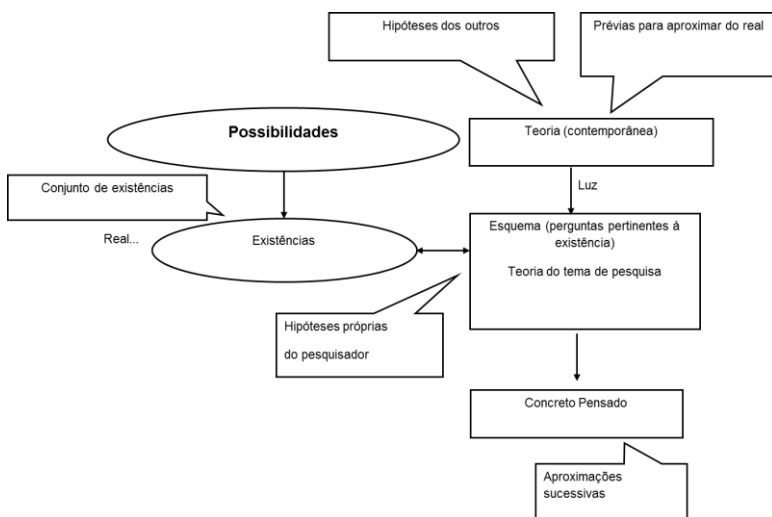 Hipóteses dos outros
Prévias para aproximar do real
Possibilidades
Teoria (contemporânea)
Luz
Conjunto de existências
Real...
Existências
Esquema (perguntas pertinentes à
existência)
Teoria do tema de pesquisa
Hipóteses próprias
do pesquisador
Concreto Pensado
Aproximações
sucessivas